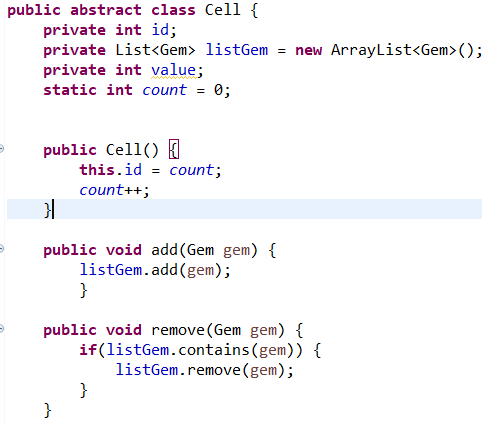 public abstract class Cell {
    private int id;
    private List<Gem> listGem = new ArrayList<Gem>();
    private int value;
    static int count = 0;
    public Cell() {
        this.id = count;
        count++;
    }
    public void add(Gem gem) {
        listGem.add(gem);
        }
    public void remove(Gem gem) {
        if(listGem.contains(gem)) {
            listGem.remove(gem);
        }
    }